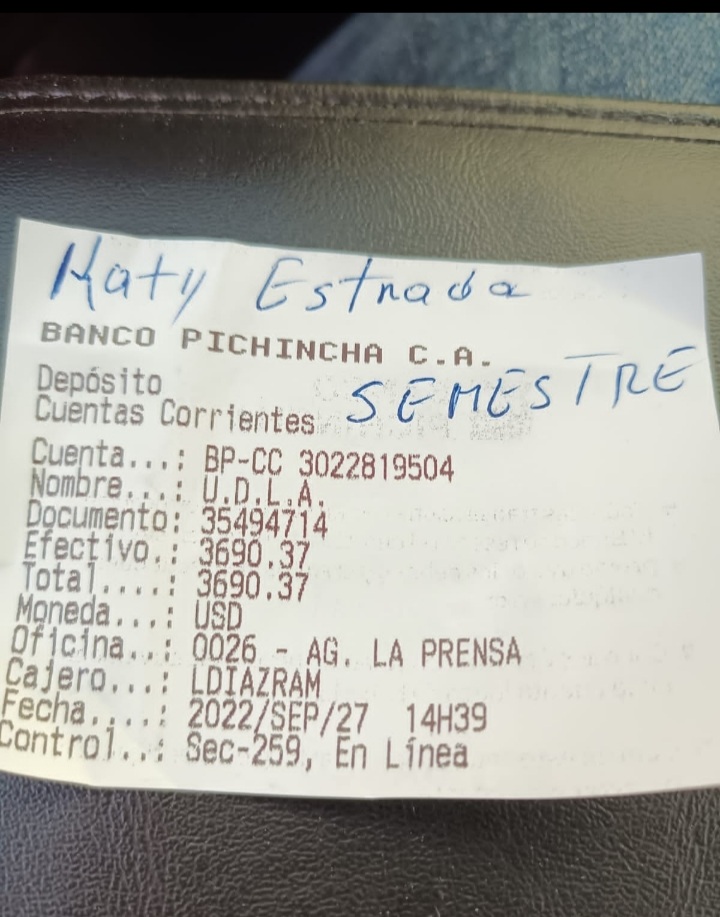 Katy Estrada
BANCO PICHINCHA C.A.
Depósito
SEMESTRE
Cuentas Corrientes
Cuenta...: BP-CC 3022819504
Nombre...: U.D.L.A.
Documento: 35494714
Efectivo.: 3690.37
Total....: 3690.37
Moneda...: USD
Oficina..: 0026 - AG. LA PRENSA
Cajero...: LDIAZRAM
Fecha....: 2022/SEP/27 14H39
Control..: Sec-259, En Línea